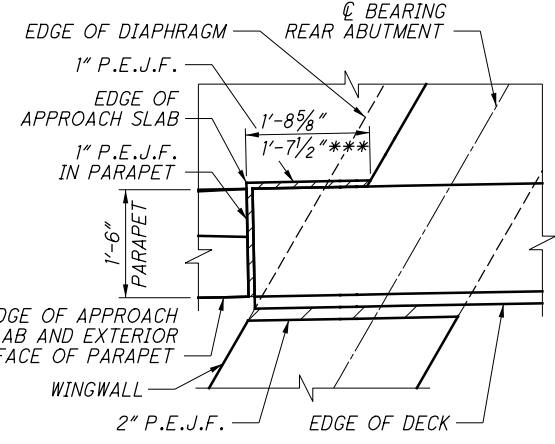 ℄ BEARING
REAR ABUTMENT
EDGE OF DIAPHRAGM
1" P.E.J.F.
EDGE OF
APPROACH SLAB
1'-8⅝"
1'-7½"***
1" P.E.J.F.
IN PARAPET
1'-6"
PARAPET
EDGE OF APPROACH
SLAB AND EXTERIOR
FACE OF PARAPET
WINGWALL
2" P.E.J.F.
EDGE OF DECK